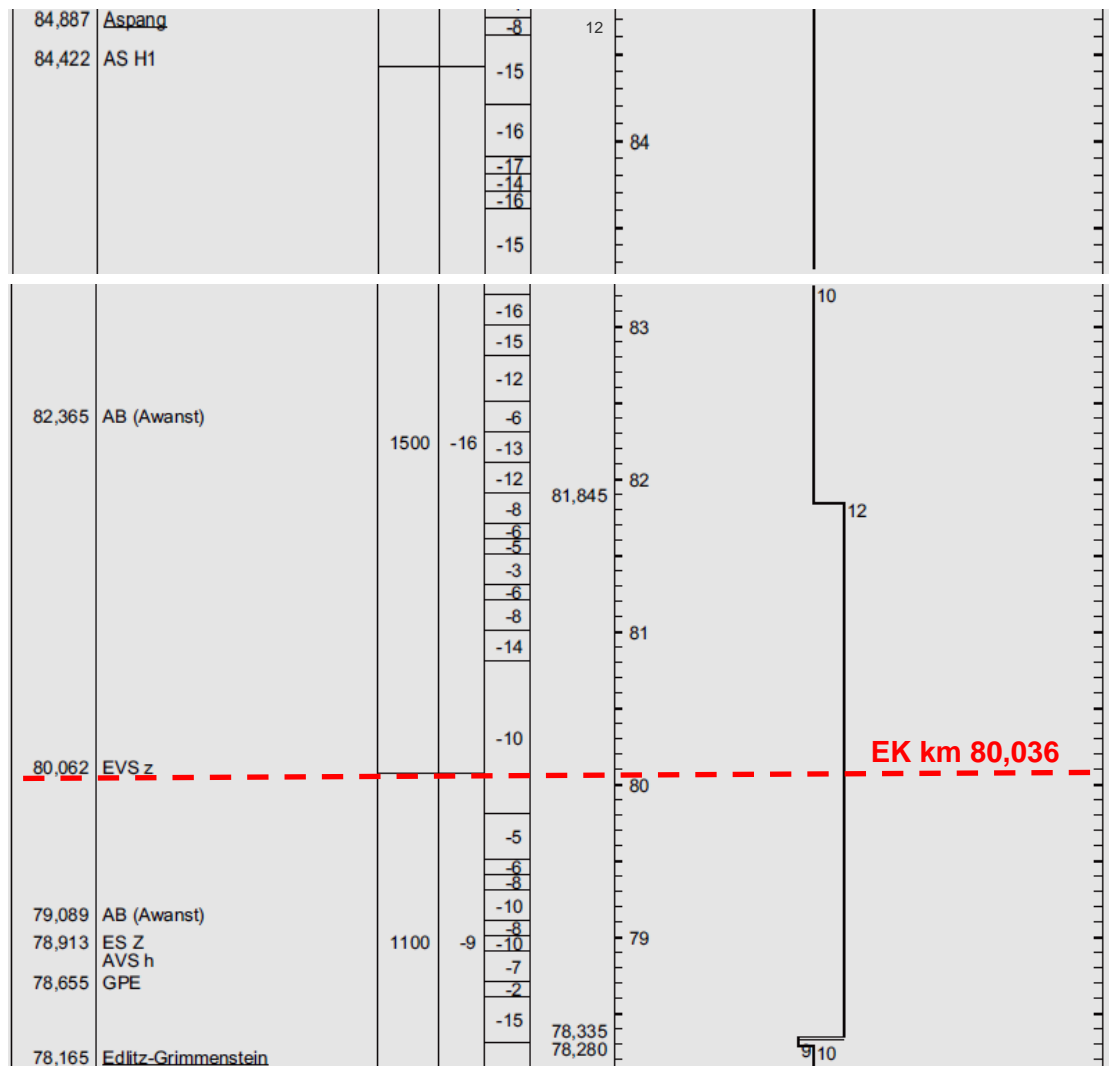 84,887 Aspang -8 12
84,422 AS H1
-15
-16
84
-17
-14
-16
-15
10
-16
83
-15
-12
82,365 AB (Awanst) -6
1500 -16 -13
-12 82
81,845
-8 12
-6
-5
-3
-6
-8
81
-14
-10
EK km 80,036
80,062 EVS z
80
-5
-6
-8
79,089 AB (Awanst) -10
-8
78,913 ES Z 1100 -9 -10 79
AVS h
-7
78,655 GPE
-2
-15
78,335
78,280 9 10
78,165 Edlitz-Grimmenstein